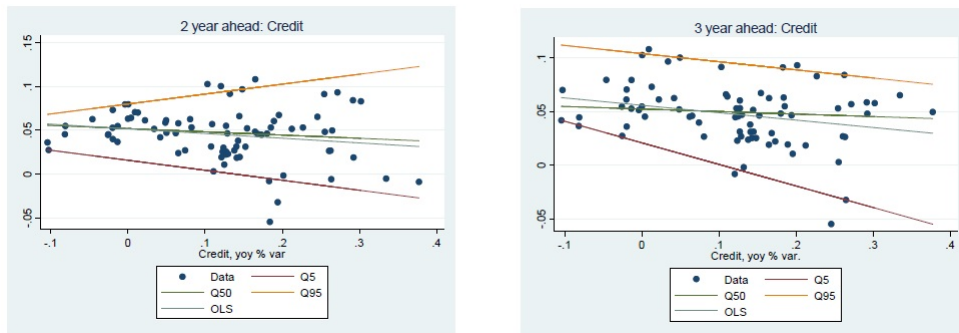 2 year ahead: Credit
.15
.1
.05
0
-.05
-.1
0
.1
.2
.3
.4
Credit, yoy % var
Data
Q5
Q50
Q95
OLS
3 year ahead: Credit
.1
.05
0
-.05
-.1
0
.1
.2
.3
.4
Credit, yoy % var.
Data
Q5
Q50
Q95
OLS